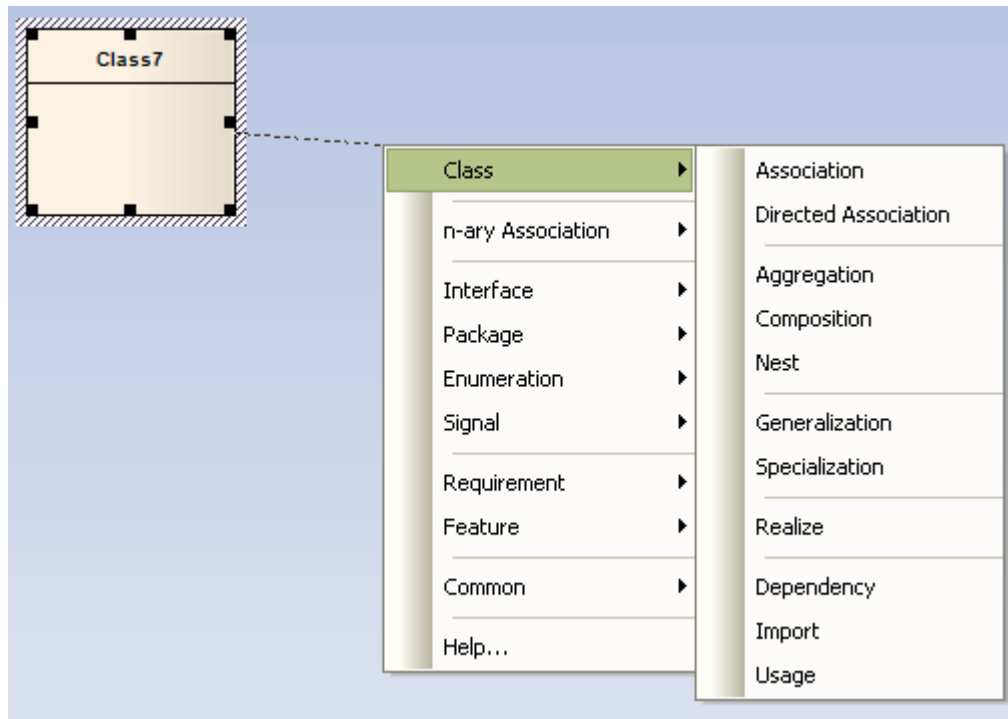 Class7
Class
n-ary Association
Interface
Package
Enumeration
Signal
Requirement
Feature
Common
Help...
Association
Directed Association
Aggregation
Composition
Nest
Generalization
Specialization
Realize
Dependency
Import
Usage